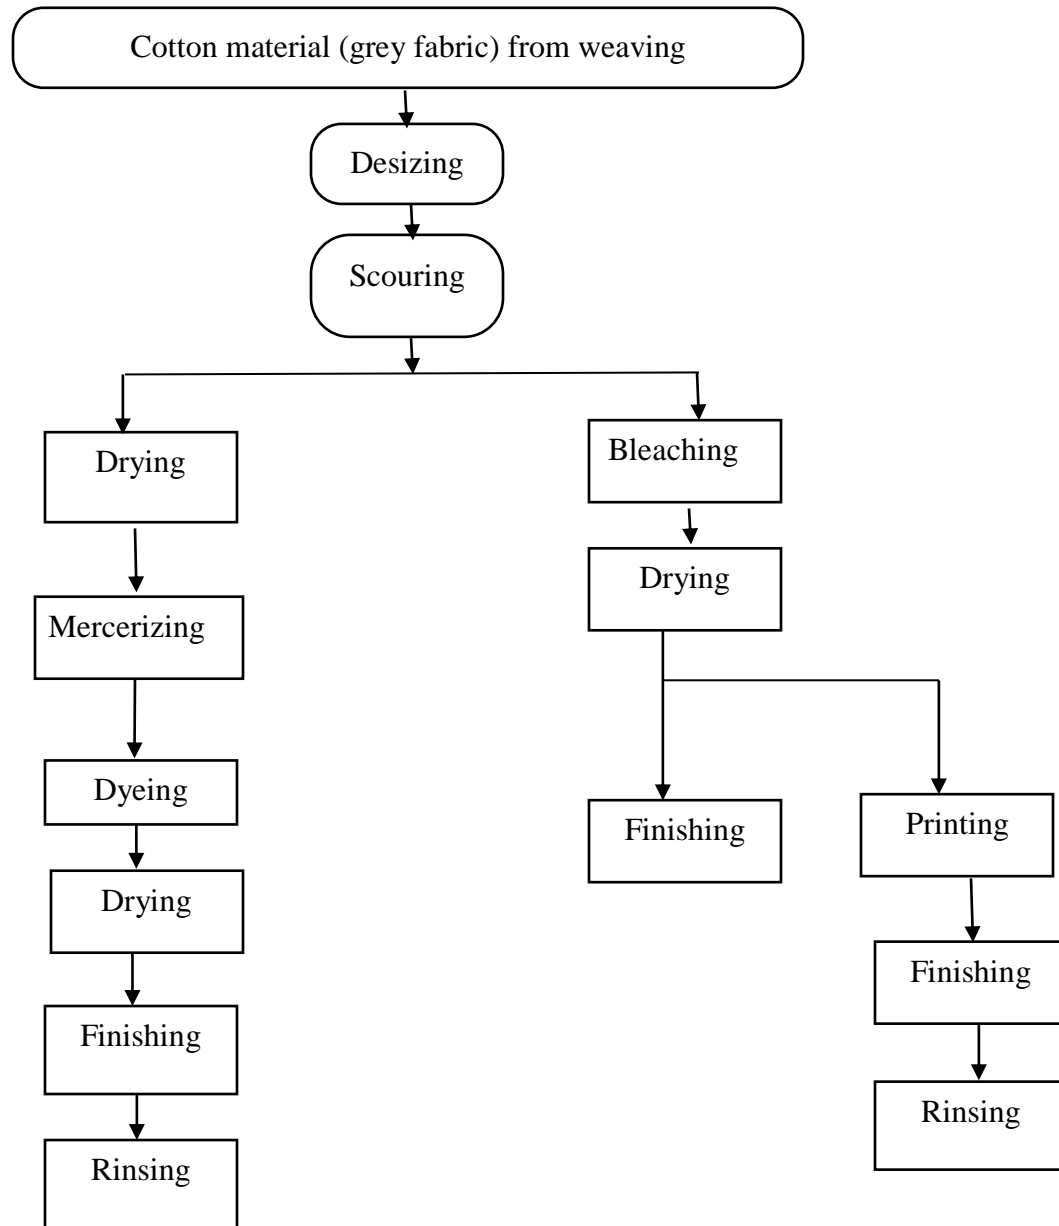 Cotton material (grey fabric) from weaving
Desizing
Scouring
Drying
Mercerizing
Dyeing
Drying
Finishing
Rinsing
Bleaching
Drying
Finishing
Printing
Finishing
Rinsing